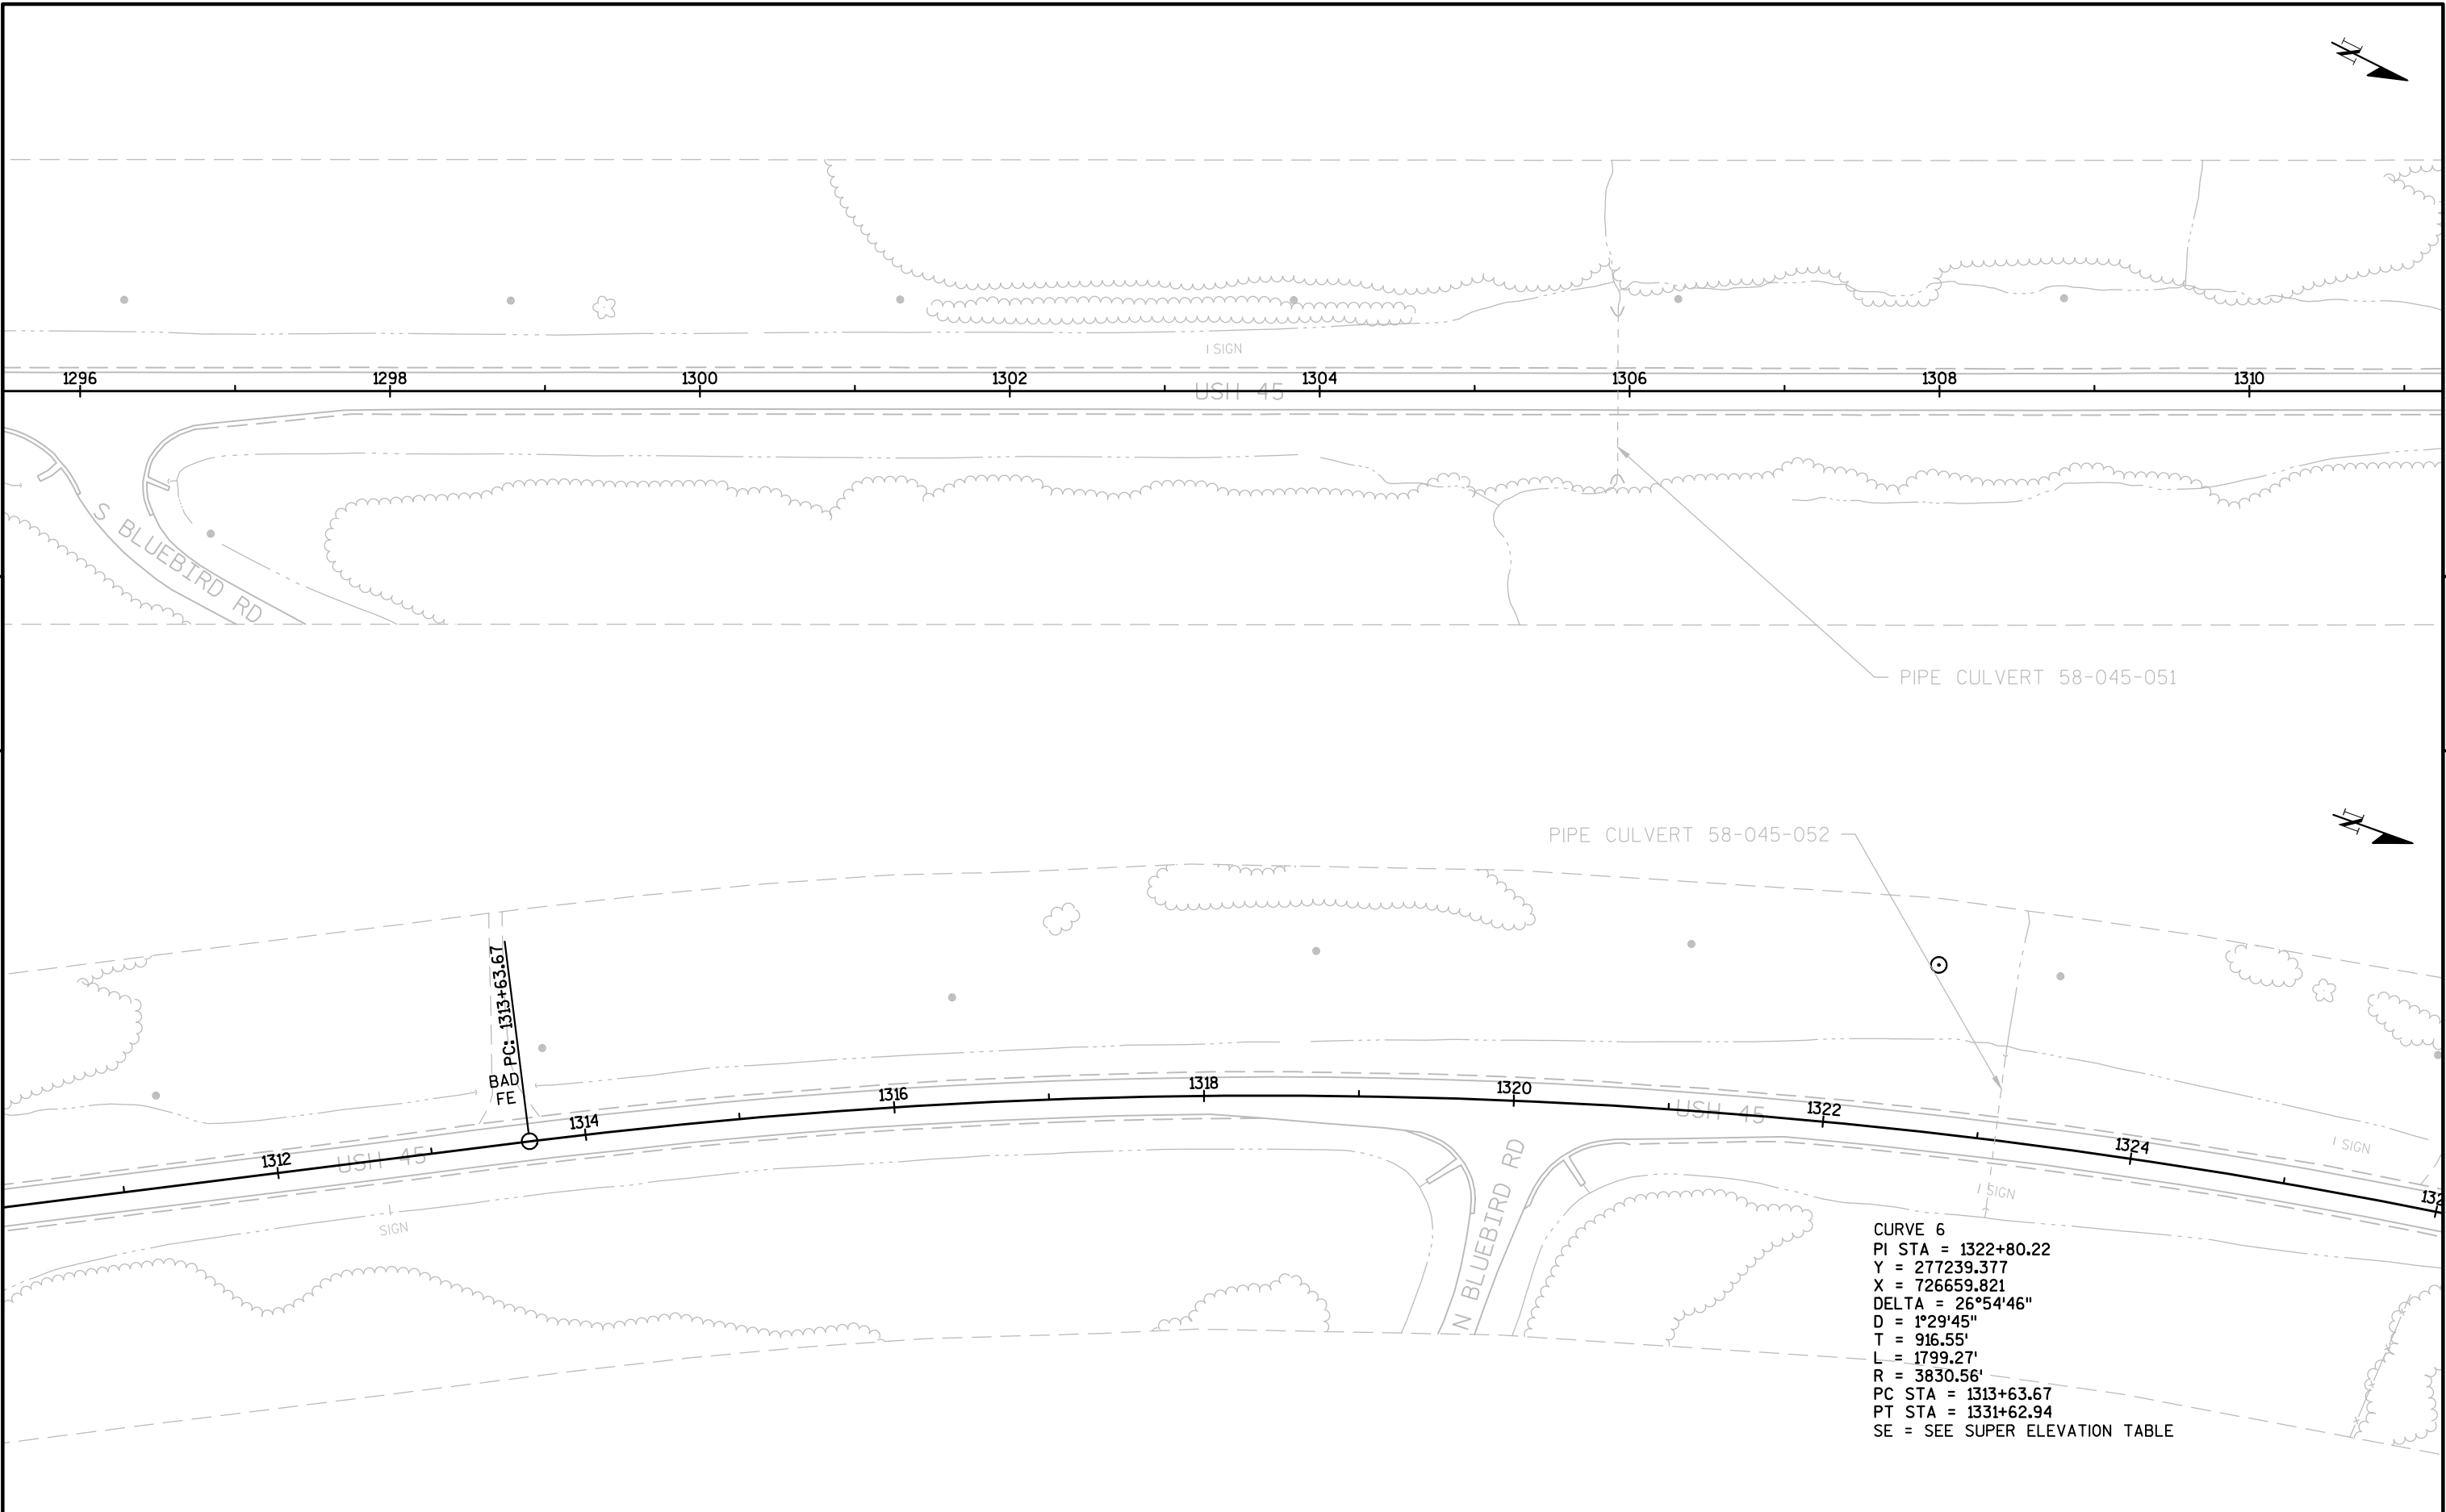 N
I SIGN
1296
1298
1300
1302
1304
1306
1308
1310
USH 45
S BLUEBIRD RD
PIPE CULVERT 58-045-051
N
PIPE CULVERT 58-045-052
PC: 1313+63.67
BAD
FE
1312
1314
1316
1318
1320
1322
1324
USH 45
USH 45
I SIGN
I SIGN
SIGN
N BLUEBIRD RD
CURVE 6
PI STA = 1322+80.22
Y = 277239.377
X = 726659.821
DELTA = 26°54'46"
D = 1°29'45"
T = 916.55'
L = 1799.27'
R = 3830.56'
PC STA = 1313+63.67
PT STA = 1331+62.94
SE = SEE SUPER ELEVATION TABLE